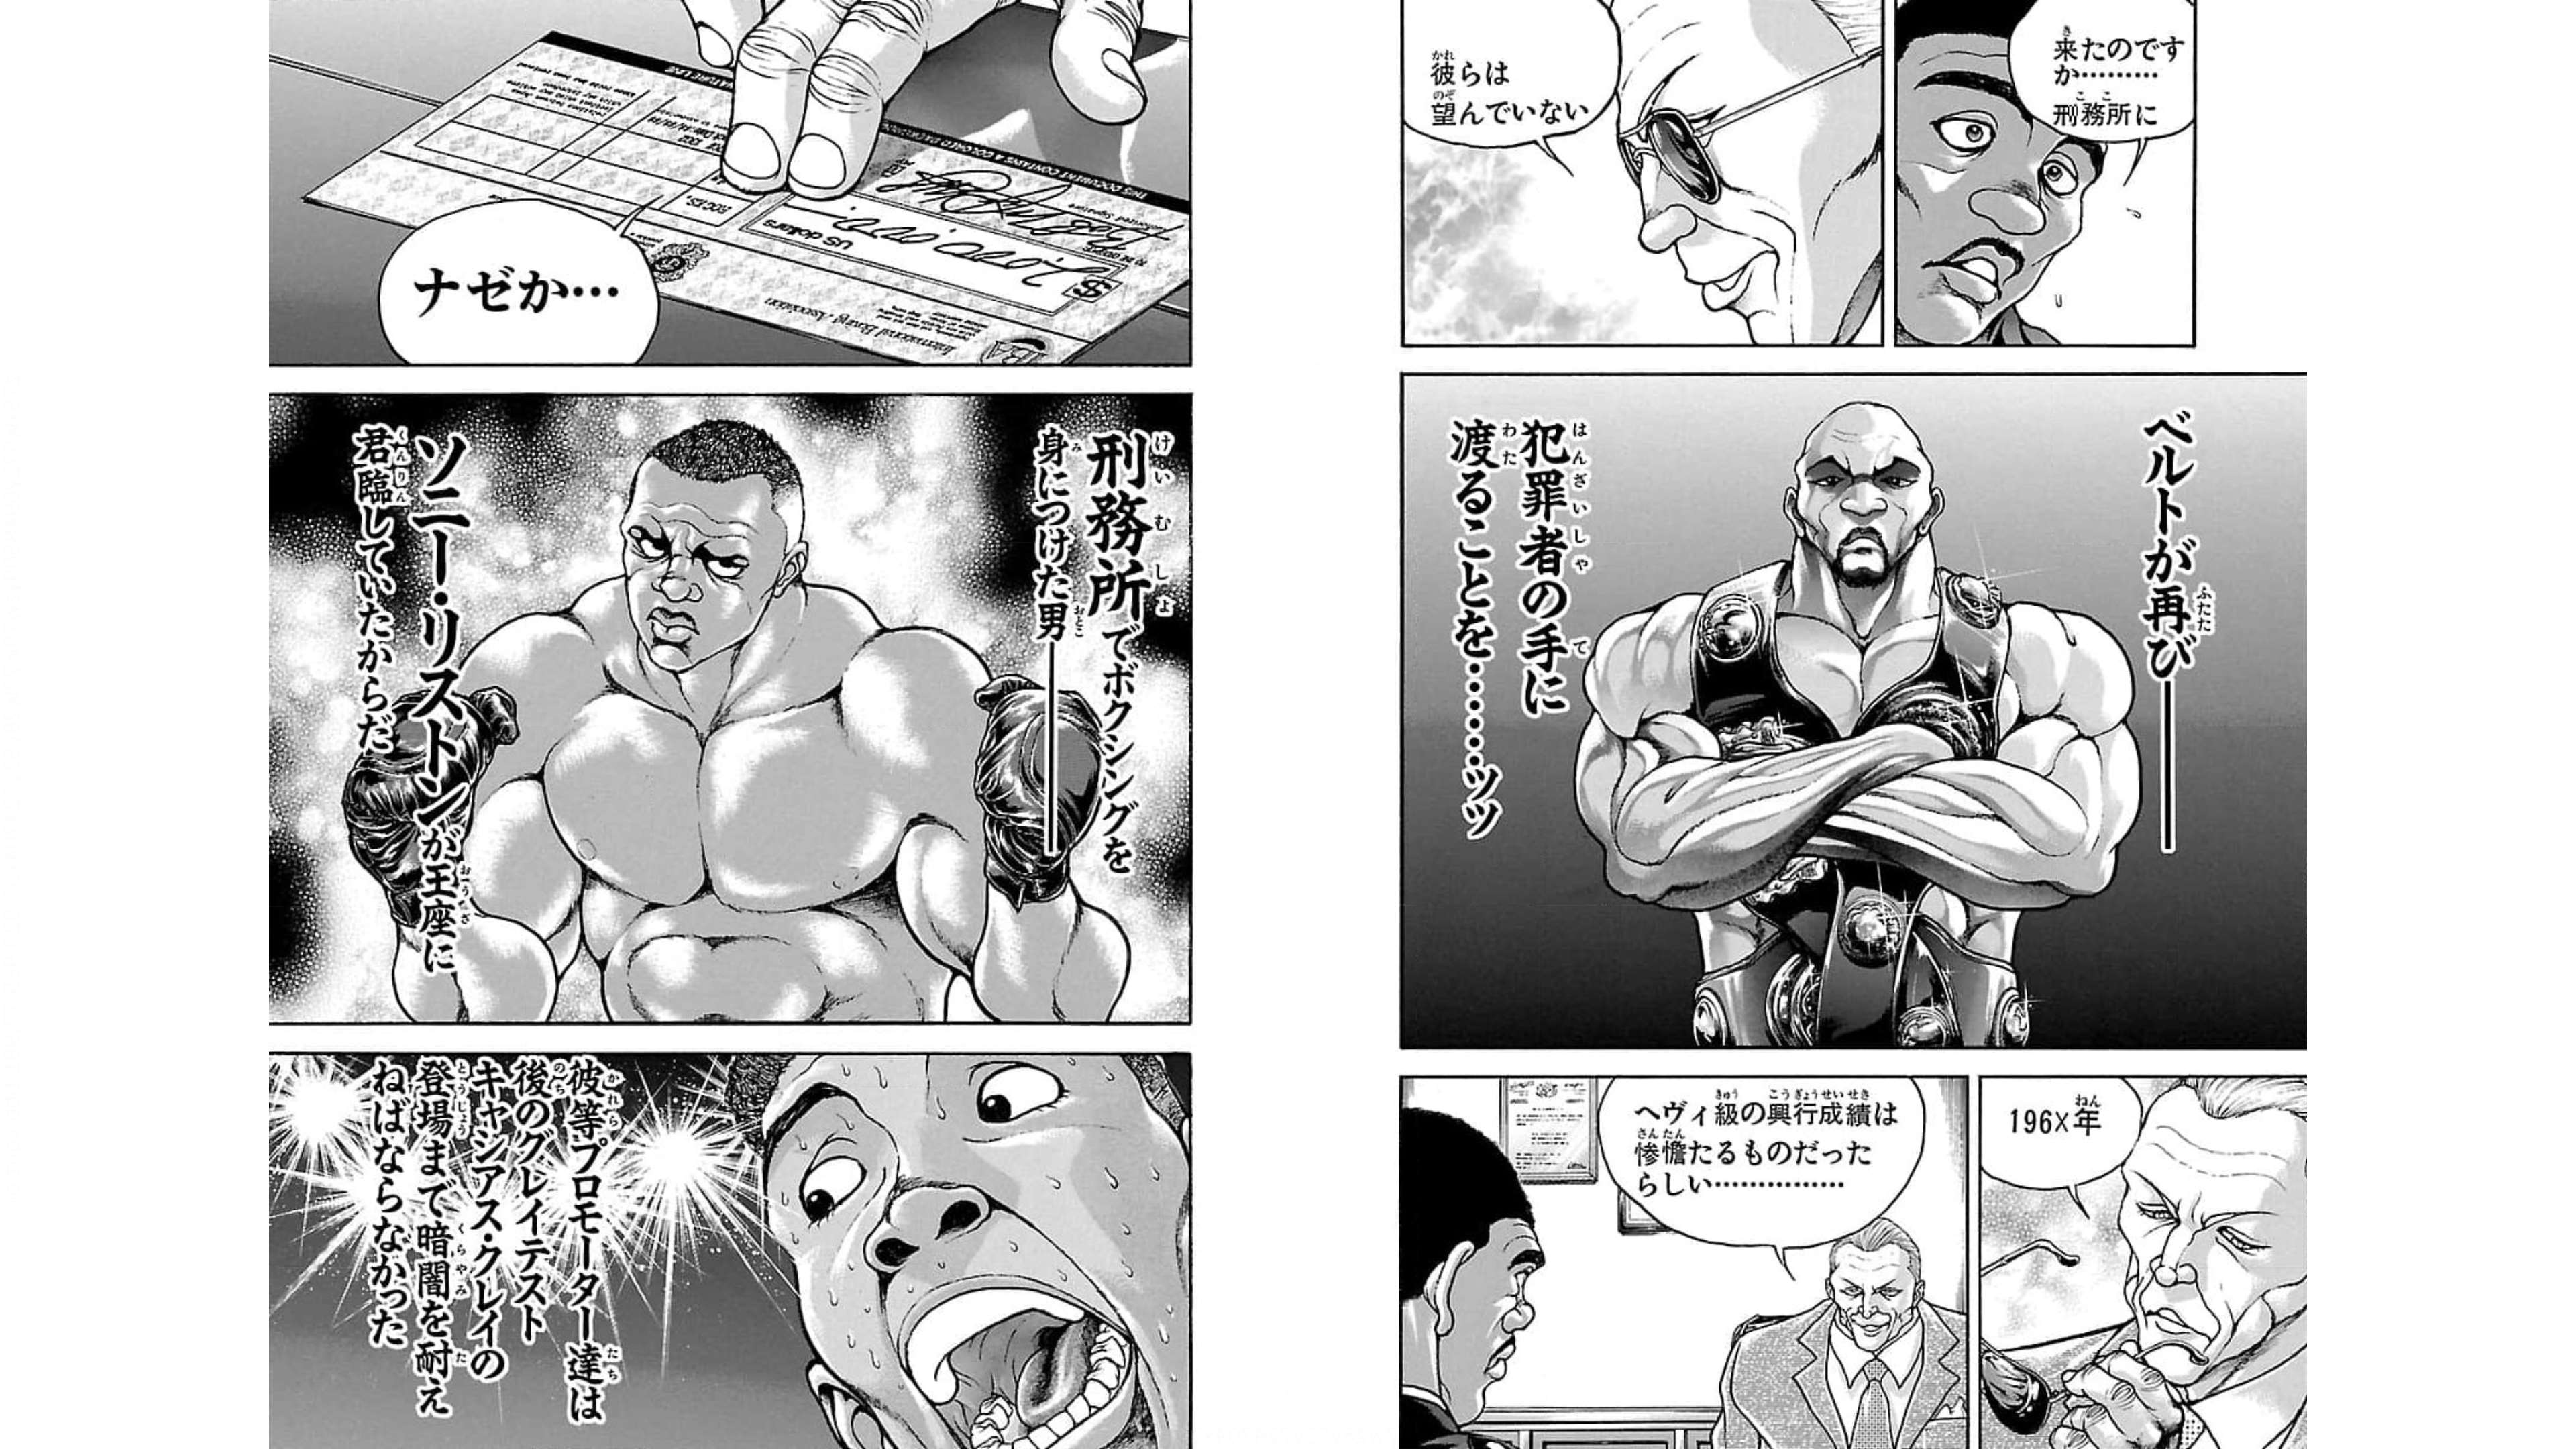 来たのです
か………
刑務所に
彼らは
望んでいない
ベルトが再び――
犯罪者の手に
渡ることを………ッッ
196X年
ヘヴィ級の興行成績は
惨憺たるものだった
らしい……………
ナゼか…
$
2,000,000.-
US dollars
International Boxing Association
IBA
刑務所でボクシングを
身につけた男――
ソニー・リストンが王座に
君臨していたからだ
彼等プロモーター達は
後のグレイテスト
キャシアス・クレイの
登場まで暗闇を耐え
ねばならなかった